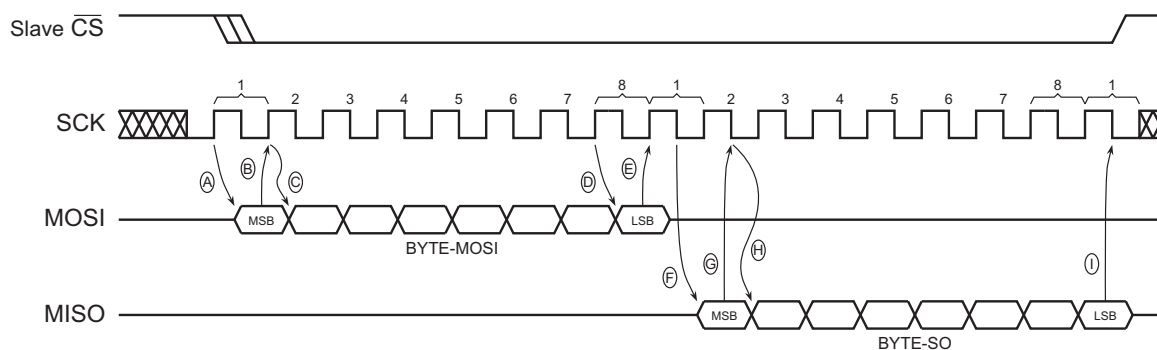 Slave CS
1 2 3 4 5 6 7 8 1 2 3 4 5 6 7 8 1
SCK
A B C D E
MOSI MSB LSB
BYTE-MOSI
F G H I
MISO MSB LSB
BYTE-SO